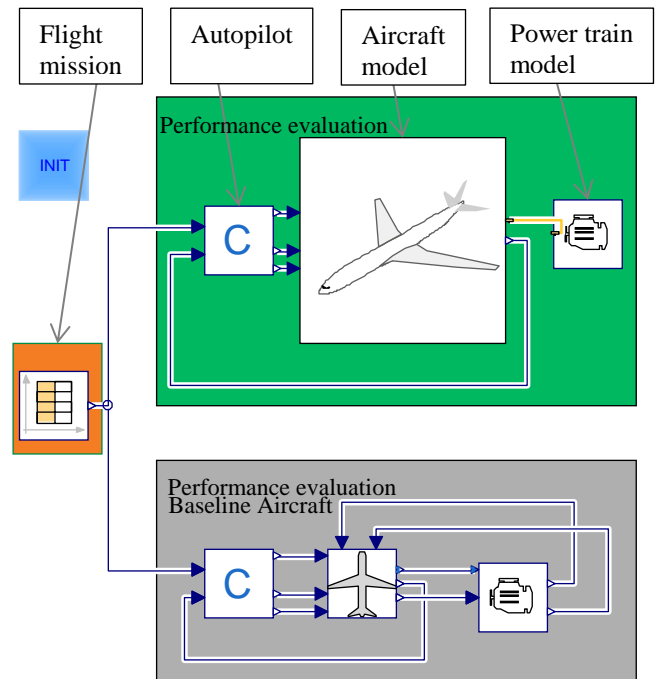 Flight
mission
Autopilot
Aircraft
model
Power train
model
Performance evaluation
INIT
C
Performance evaluation
Baseline Aircraft
C